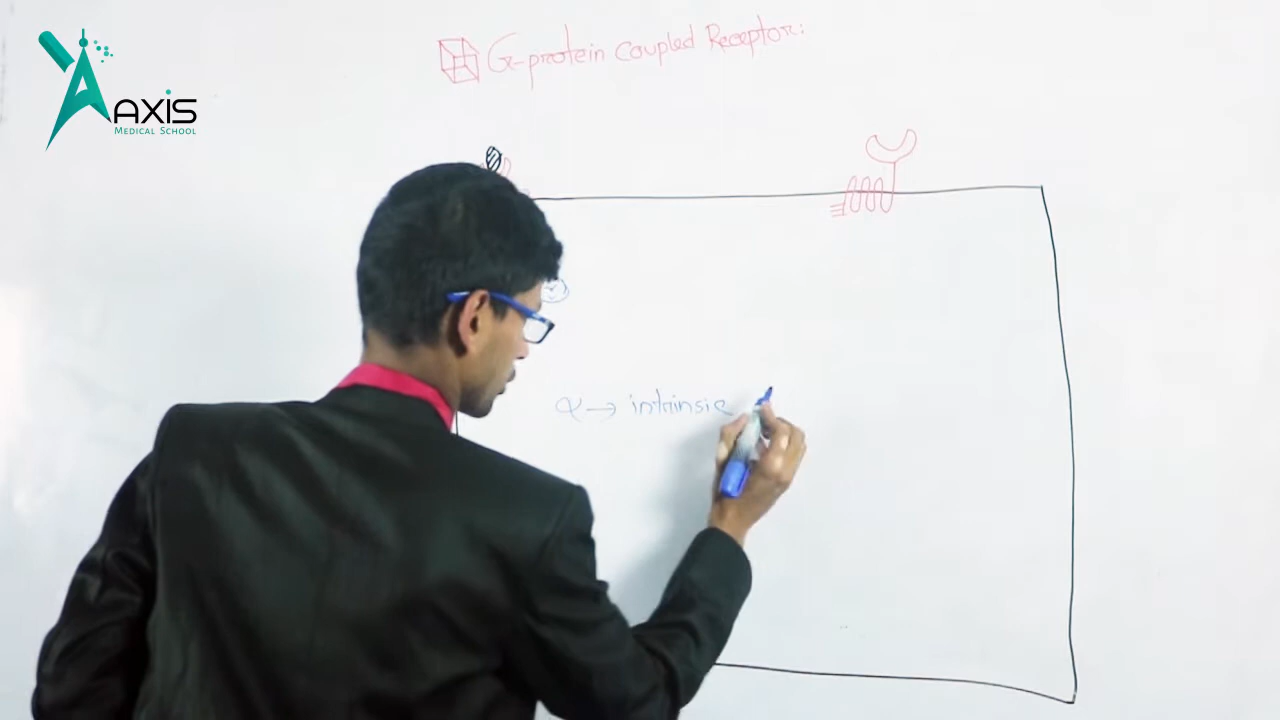 AXIS
MEDICAL SCHOOL
G-protein Coupled Receptor:
α → intrinsic